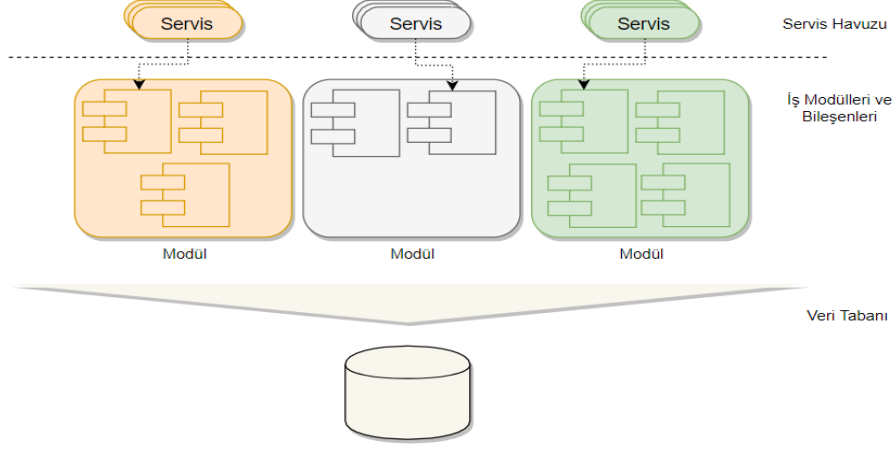 Servis
Servis
Servis
Servis Havuzu
İş Modülleri ve
Bileşenleri
Modül
Modül
Modül
Veri Tabanı